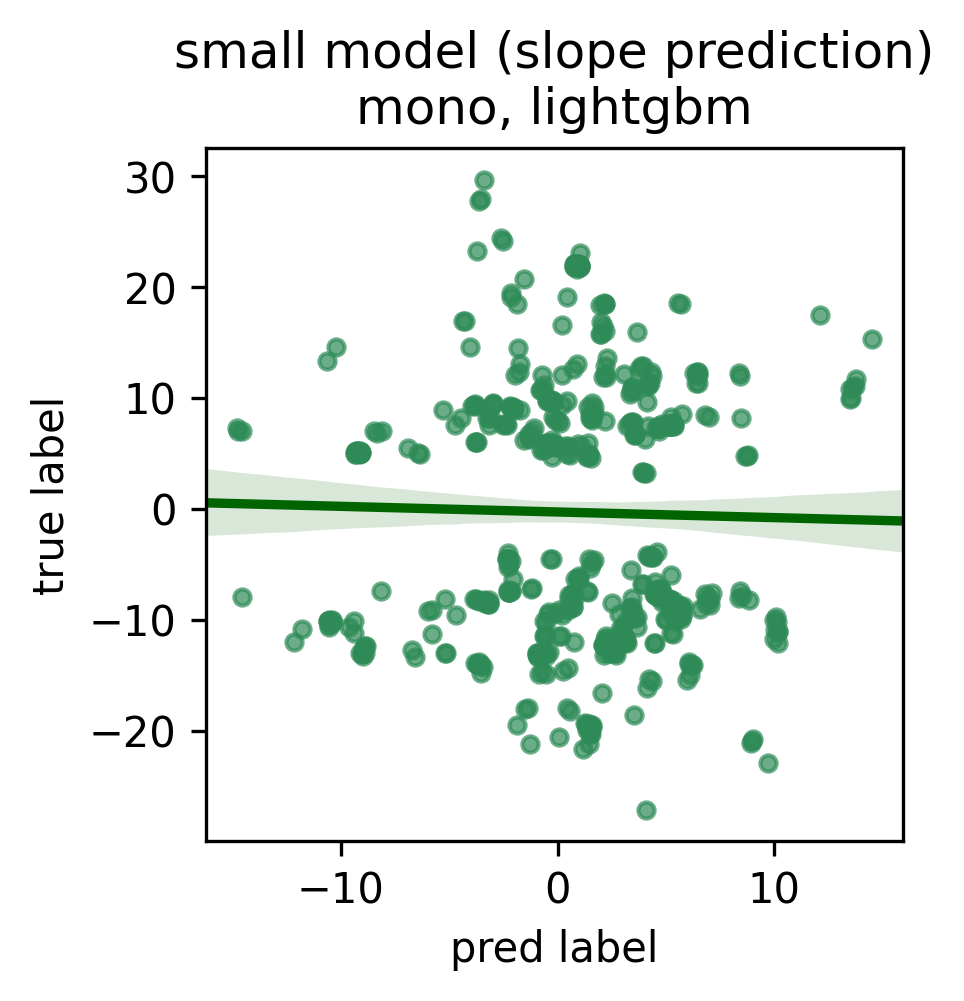 small model (slope prediction)
mono, lightgbm
30
20
10
0
−10
−20
true label
−10
0
10
pred label